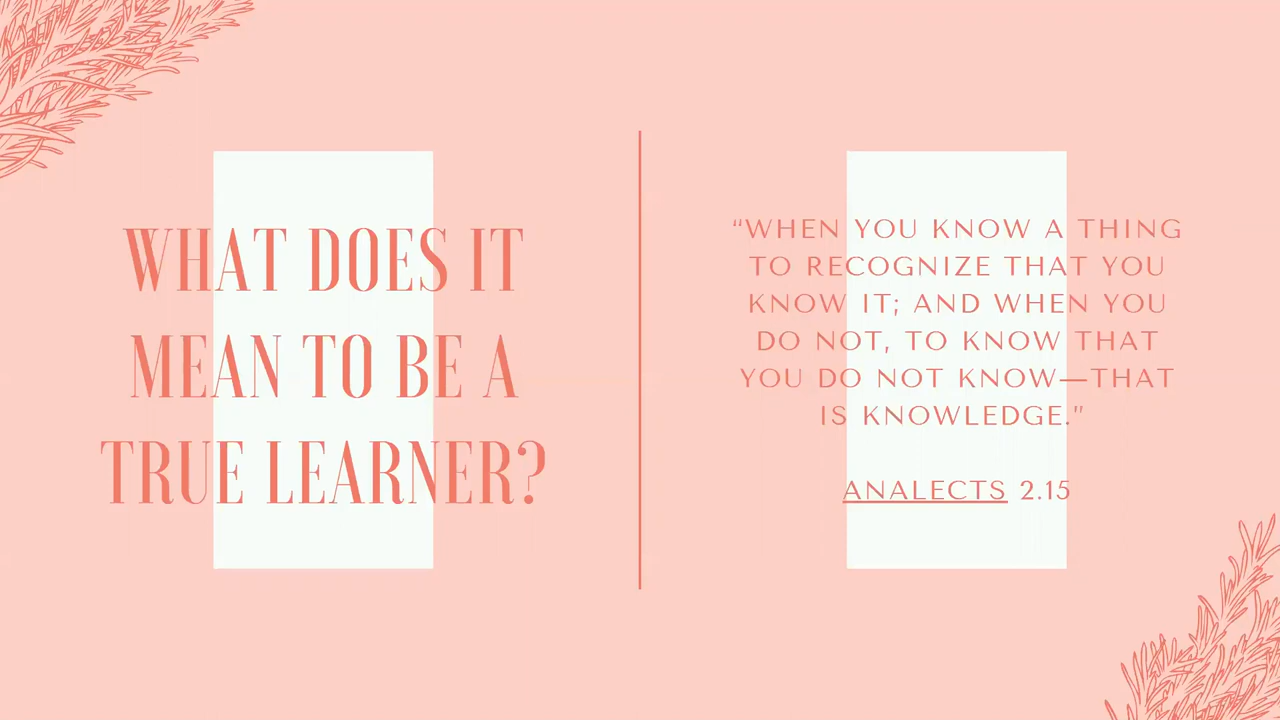 WHAT DOES IT
MEAN TO BE A
TRUE LEARNER?
“WHEN YOU KNOW A THING
TO RECOGNIZE THAT YOU
KNOW IT; AND WHEN YOU
DO NOT, TO KNOW THAT
YOU DO NOT KNOW—THAT
IS KNOWLEDGE.”
ANALECTS 2.15